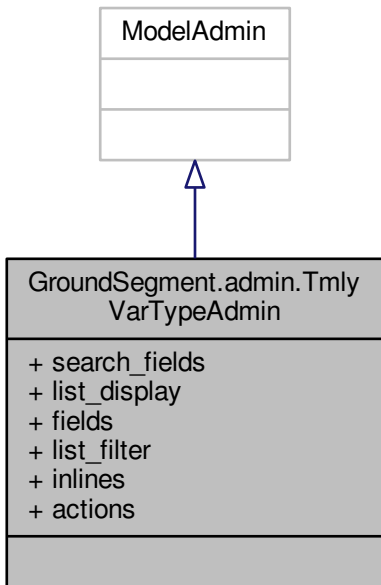 ModelAdmin
GroundSegment.admin.Tmly
VarTypeAdmin
+ search_fields
+ list_display
+ fields
+ list_filter
+ inlines
+ actions